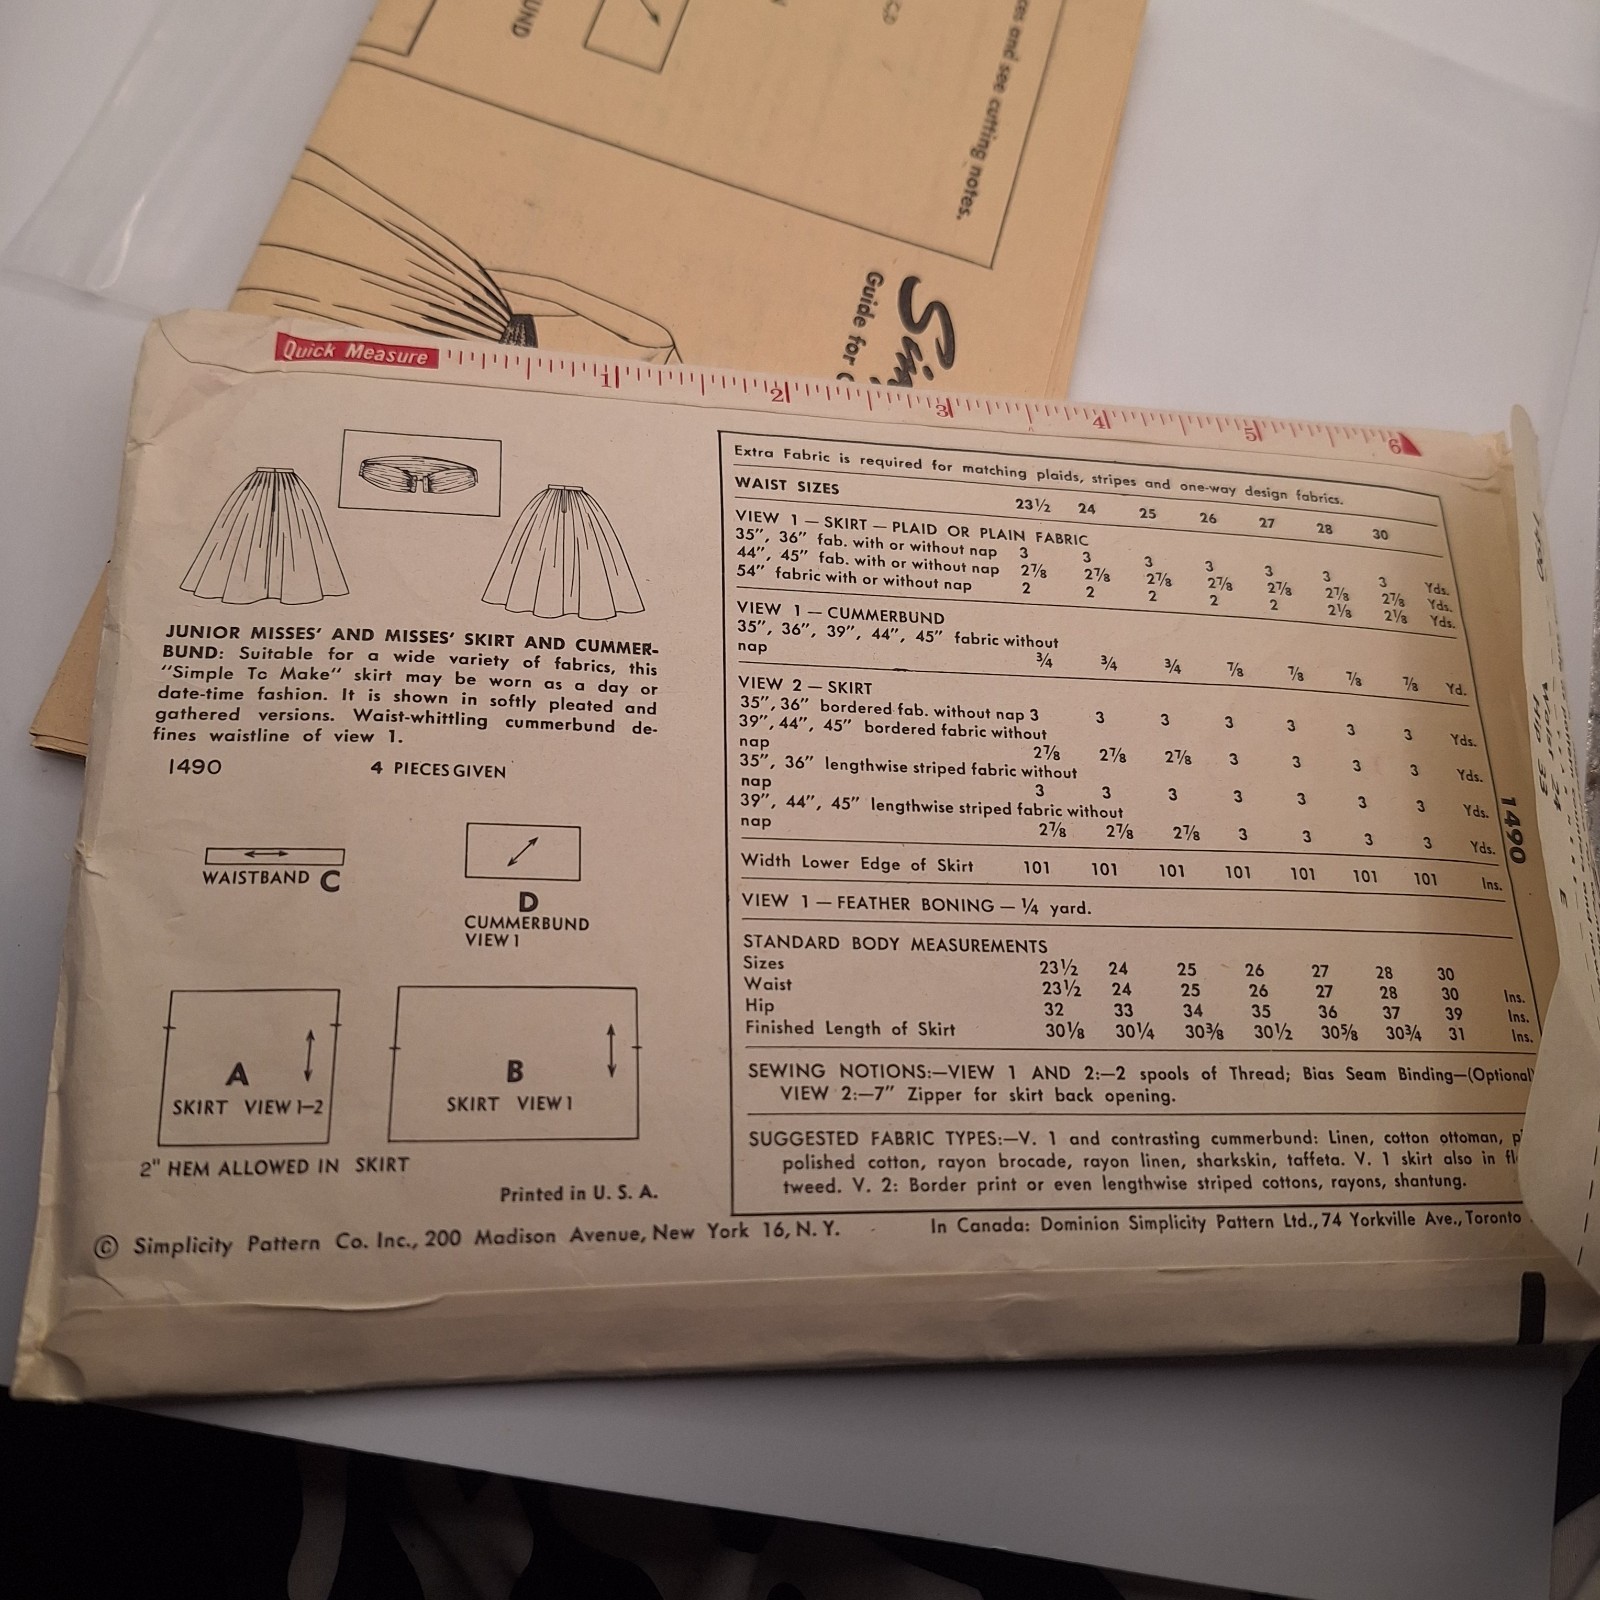 UND
ces and see cutting notes.
Guide for
Sim
Quick Measure
1 2 3 4 5 6
JUNIOR MISSES’ AND MISSES’ SKIRT AND CUMMER-
BUND: Suitable for a wide variety of fabrics, this
“Simple To Make” skirt may be worn as a day or
date-time fashion. It is shown in softly pleated and
gathered versions. Waist-whittling cummerbund de-
fines waistline of view 1.
1490 4 PIECES GIVEN
WAISTBAND C
D
CUMMERBUND
VIEW 1
A
SKIRT VIEW 1–2
B
SKIRT VIEW 1
2" HEM ALLOWED IN SKIRT
Printed in U. S. A.
Extra Fabric is required for matching plaids, stripes and one-way design fabrics.
WAIST SIZES 23½ 24 25 26 27 28 30
VIEW 1 — SKIRT — PLAID OR PLAIN FABRIC
35”, 36” fab. with or without nap 3 3 3 3 3 3 3 Yds.
44”, 45” fab. with or without nap 2⅞ 2⅞ 2⅞ 2⅞ 2⅞ 2⅞ 2⅞ Yds.
54” fabric with or without nap 2 2 2 2 2 2⅛ 2⅛ Yds.
VIEW 1 — CUMMERBUND
35”, 36”, 39”, 44”, 45” fabric without
nap ¾ ¾ ¾ ⅞ ⅞ ⅞ ⅞ Yd.
VIEW 2 — SKIRT
35”, 36” bordered fab. without nap 3 3 3 3 3 3 3 Yds.
39”, 44”, 45” bordered fabric without
nap 2⅞ 2⅞ 2⅞ 3 3 3 3 Yds.
35”, 36” lengthwise striped fabric without
nap 3 3 3 3 3 3 3 Yds.
39”, 44”, 45” lengthwise striped fabric without
nap 2⅞ 2⅞ 2⅞ 3 3 3 3 Yds.
Width Lower Edge of Skirt 101 101 101 101 101 101 101 Ins.
VIEW 1 — FEATHER BONING — ¼ yard.
STANDARD BODY MEASUREMENTS
Sizes 23½ 24 25 26 27 28 30
Waist 23½ 24 25 26 27 28 30 Ins.
Hip 32 33 34 35 36 37 39 Ins.
Finished Length of Skirt 30⅛ 30¼ 30⅜ 30½ 30⅝ 30¾ 31 Ins.
SEWING NOTIONS:—VIEW 1 AND 2:—2 spools of Thread; Bias Seam Binding—(Optional)
VIEW 2:—7” Zipper for skirt back opening.
SUGGESTED FABRIC TYPES:—V. 1 and contrasting cummerbund: Linen, cotton ottoman, p
polished cotton, rayon brocade, rayon linen, sharkskin, taffeta. V. 1 skirt also in fl
tweed. V. 2: Border print or even lengthwise striped cottons, rayons, shantung.
1490
© Simplicity Pattern Co. Inc., 200 Madison Avenue, New York 16, N. Y. In Canada: Dominion Simplicity Pattern Ltd., 74 Yorkville Ave., Toronto
Waist 24
Hip 33